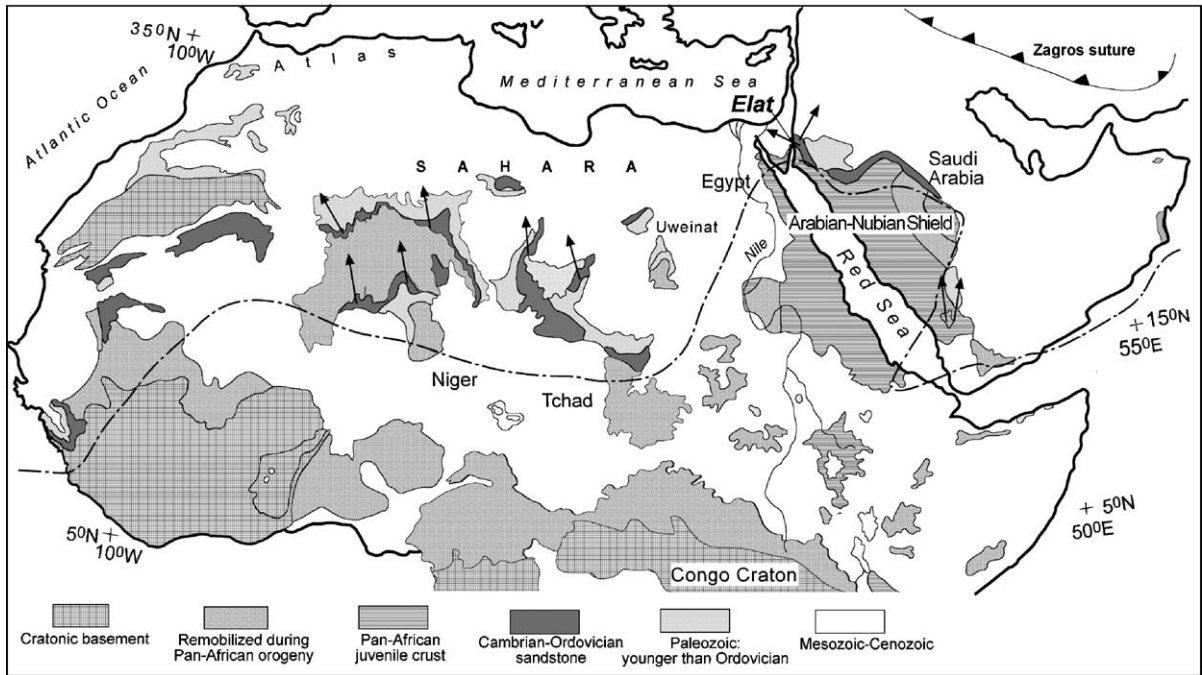 35⁰N +
10⁰W
Atlas
Atlantic Ocean
Mediterranean Sea
Zagros suture
Elat
SAHARA
Egypt
Saudi
Arabia
Uweinat
Arabian-Nubian Shield
Nile
Red Sea
+ 15⁰N
55⁰E
Niger
Tchad
5⁰N +
10⁰W
+ 5⁰N
50⁰E
Congo Craton
Cratonic basement
Remobilized during
Pan-African orogeny
Pan-African
juvenile crust
Cambrian-Ordovician
sandstone
Paleozoic:
younger than Ordovician
Mesozoic-Cenozoic